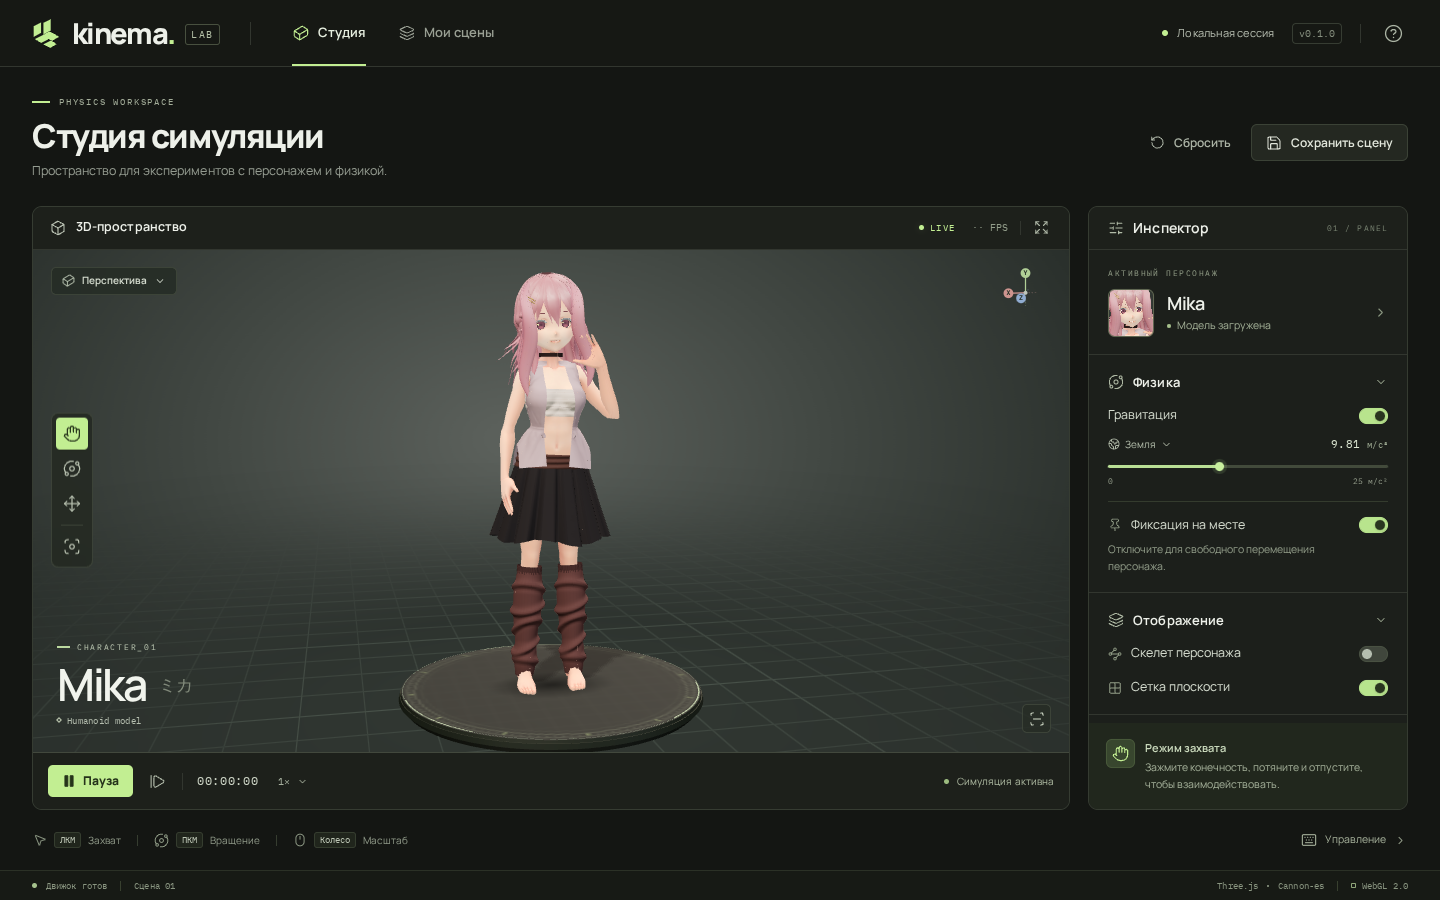 kinema. LAB
Студия
Мои сцены
Локальная сессия
v0.1.0
PHYSICS WORKSPACE
Студия симуляции
Пространство для экспериментов с персонажем и физикой.
Сбросить
Сохранить сцену
3D-пространство
LIVE
-- FPS
Перспектива
Y
X
Z
CHARACTER_01
Mika ミカ
Humanoid model
Пауза
00:00:00
1×
Симуляция активна
Инспектор
01 / PANEL
АКТИВНЫЙ ПЕРСОНАЖ
Mika
Модель загружена
Физика
Гравитация
Земля
9.81 м/с²
0
25 м/с²
Фиксация на месте
Отключите для свободного перемещения
персонажа.
Отображение
Скелет персонажа
Сетка плоскости
Режим захвата
Зажмите конечность, потяните и отпустите,
чтобы взаимодействовать.
ЛКМ Захват
ПКМ Вращение
Колесо Масштаб
Управление
Движок готов
Сцена 01
Three.js • Cannon-es
WebGL 2.0